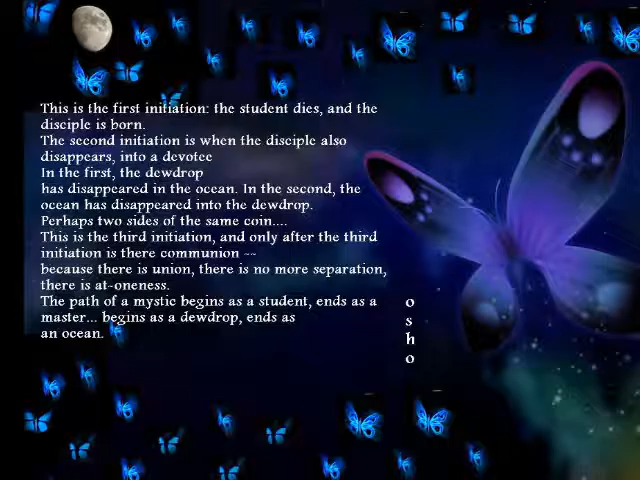 This is the first initiation: the student dies, and the
disciple is born.
The second initiation is when the disciple also
disappears, into a devotee
In the first, the dewdrop
has disappeared in the ocean. In the second, the
ocean has disappeared into the dewdrop.
Perhaps two sides of the same coin....
This is the third initiation, and only after the third
initiation is there communion --
because there is union, there is no more separation,
there is at-oneness.
The path of a mystic begins as a student, ends as a
master... begins as a dewdrop, ends as
an ocean.
o
s
h
o